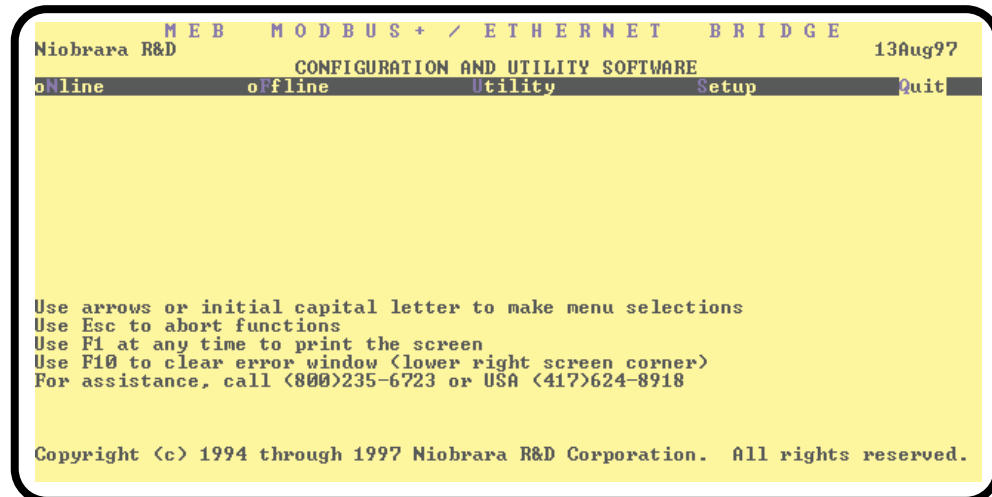 M E B   M O D B U S + / E T H E R N E T   B R I D G E
Niobrara R&D 13Aug97
CONFIGURATION AND UTILITY SOFTWARE
oNline oFfline Utility Setup Quit
Use arrows or initial capital letter to make menu selections
Use Esc to abort functions
Use F1 at any time to print the screen
Use F10 to clear error window (lower right screen corner)
For assistance, call (800)235-6723 or USA (417)624-8918
Copyright (c) 1994 through 1997 Niobrara R&D Corporation.  All rights reserved.